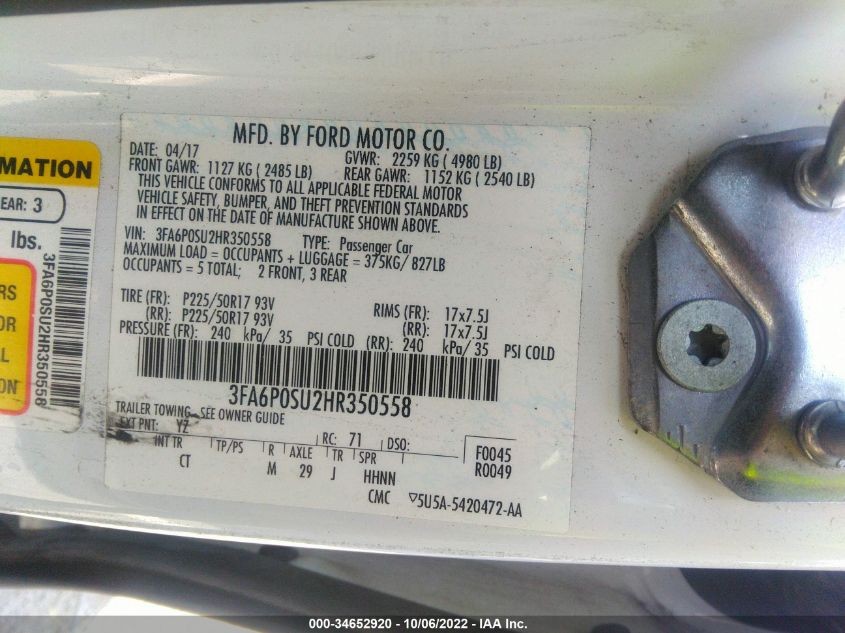 MFD. BY FORD MOTOR CO.
DATE: 04/17 GVWR: 2259 KG ( 4980 LB)
FRONT GAWR: 1127 KG ( 2485 LB) REAR GAWR: 1152 KG ( 2540 LB)
THIS VEHICLE CONFORMS TO ALL APPLICABLE FEDERAL MOTOR
VEHICLE SAFETY, BUMPER, AND THEFT PREVENTION STANDARDS
IN EFFECT ON THE DATE OF MANUFACTURE SHOWN ABOVE.
VIN: 3FA6P0SU2HR350558 TYPE: Passenger Car
MAXIMUM LOAD = OCCUPANTS + LUGGAGE = 375KG/ 827LB
OCCUPANTS = 5 TOTAL; 2 FRONT, 3 REAR
TIRE (FR): P225/50R17 93V RIMS (FR): 17x7.5J
(RR): P225/50R17 93V (RR): 17x7.5J
PRESSURE (FR): 240 kPa/ 35 PSI COLD (RR): 240 kPa/ 35 PSI COLD
3FA6P0SU2HR350558
TRAILER TOWING- SEE OWNER GUIDE
EXT PNT: YZ RC: 71 DSO: F0045
INT TR TP/PS R AXLE TR SPR R0049
CT M 29 J HHNN
CMC 5U5A-5420472-AA
RMATION
EAR: 3
lbs.
RS
OR
AL
ON
3FA6P0SU2HR350558
000-34652920 - 10/06/2022 - IAA Inc.